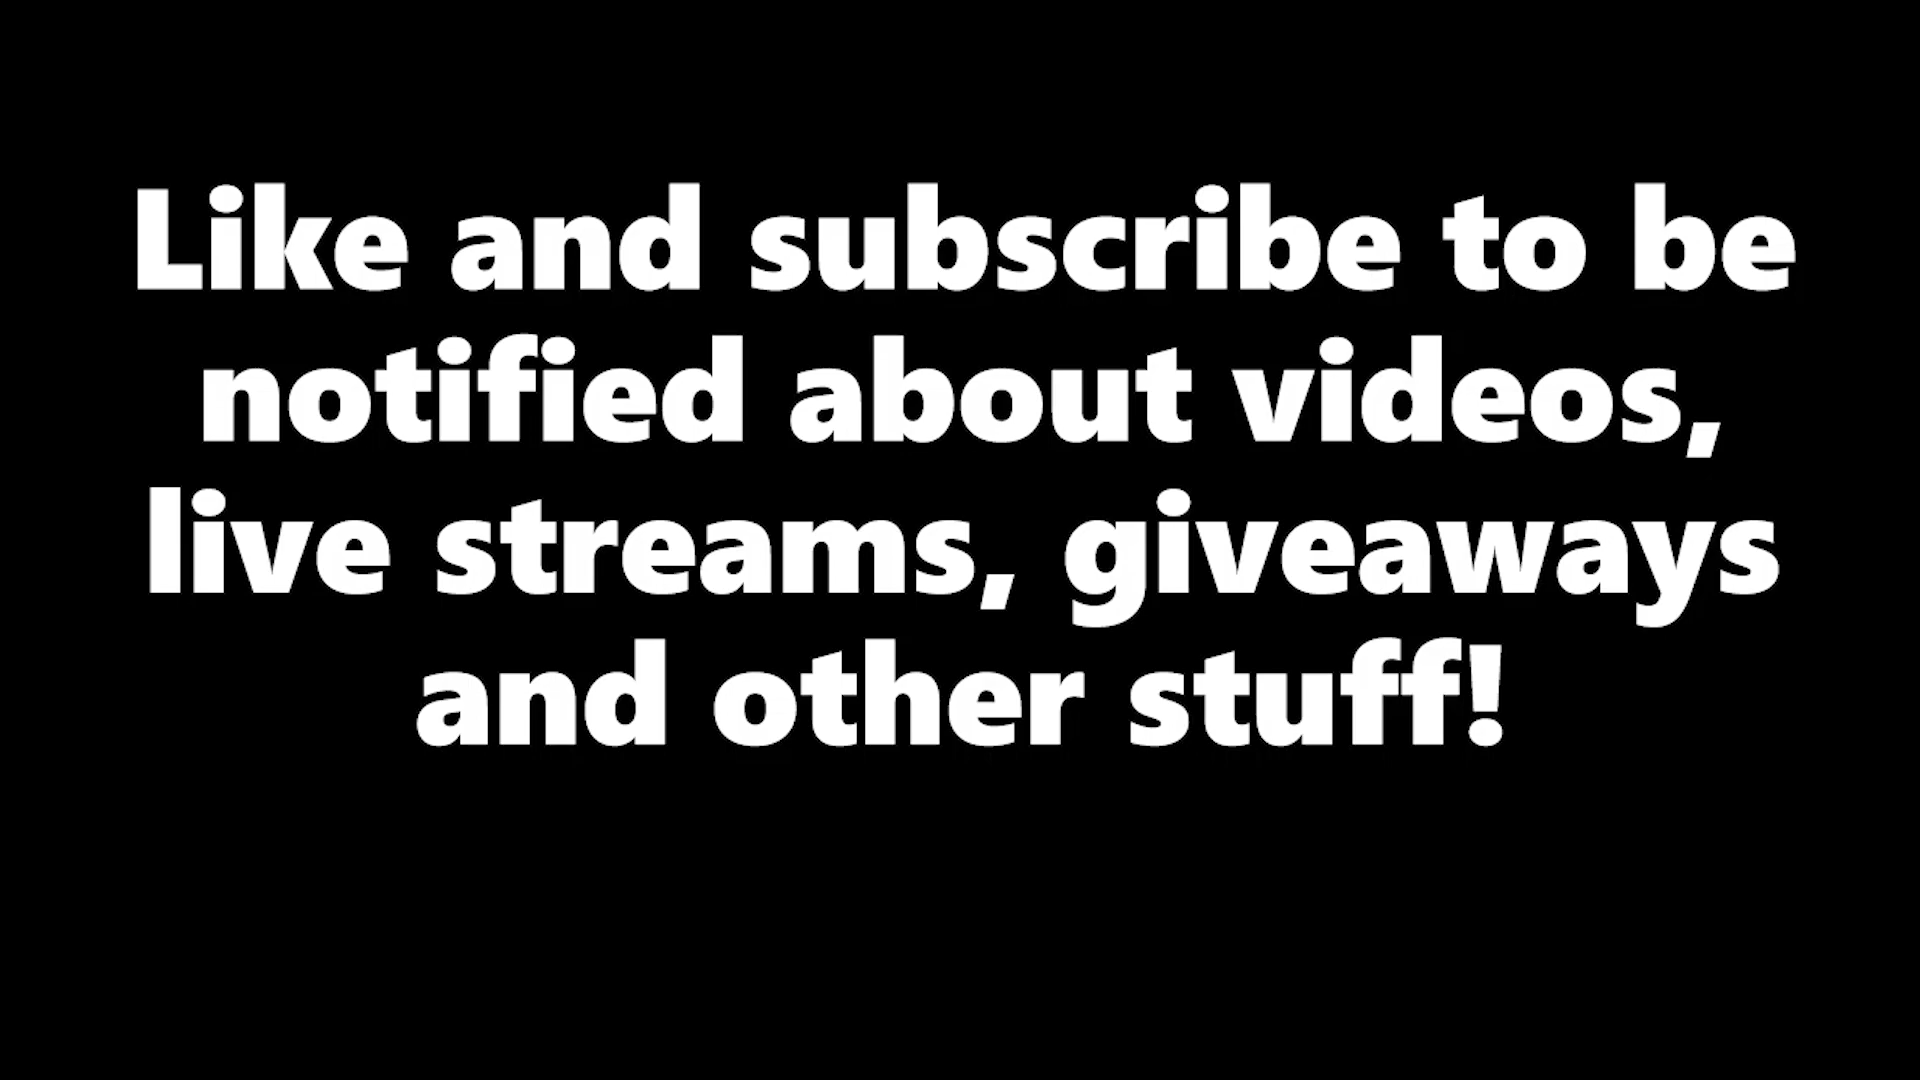 Like and subscribe to be
notified about videos,
live streams, giveaways
and other stuff!